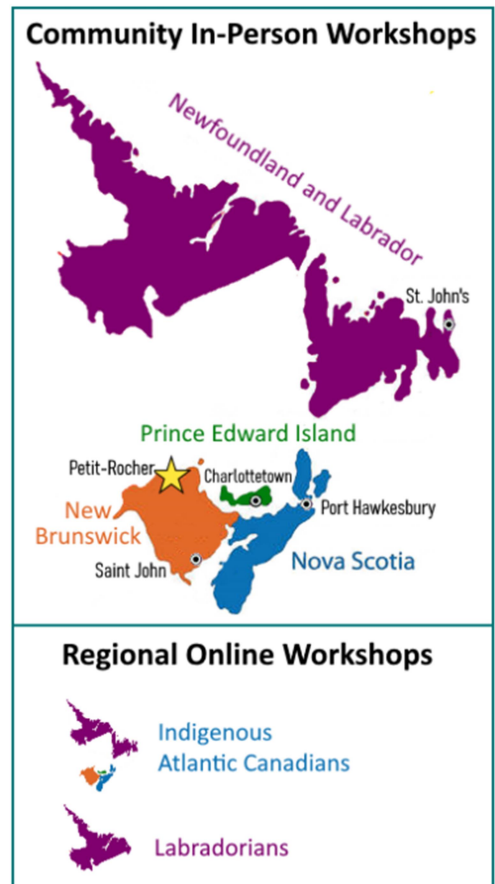 Community In-Person Workshops
Newfoundland and Labrador
St. John's
Prince Edward Island
Petit-Rocher
Charlottetown
New
Brunswick
Port Hawkesbury
Saint John
Nova Scotia
Regional Online Workshops
Indigenous
Atlantic Canadians
Labradorians